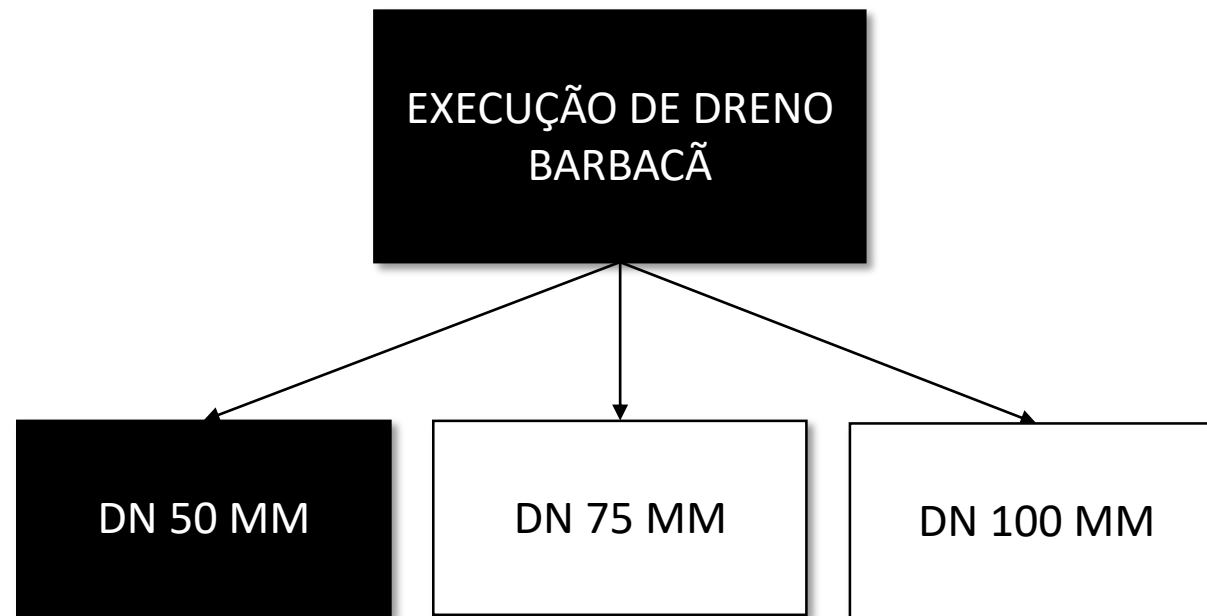 EXECUÇÃO DE DRENO
BARBACÃ
DN 50 MM
DN 75 MM
DN 100 MM